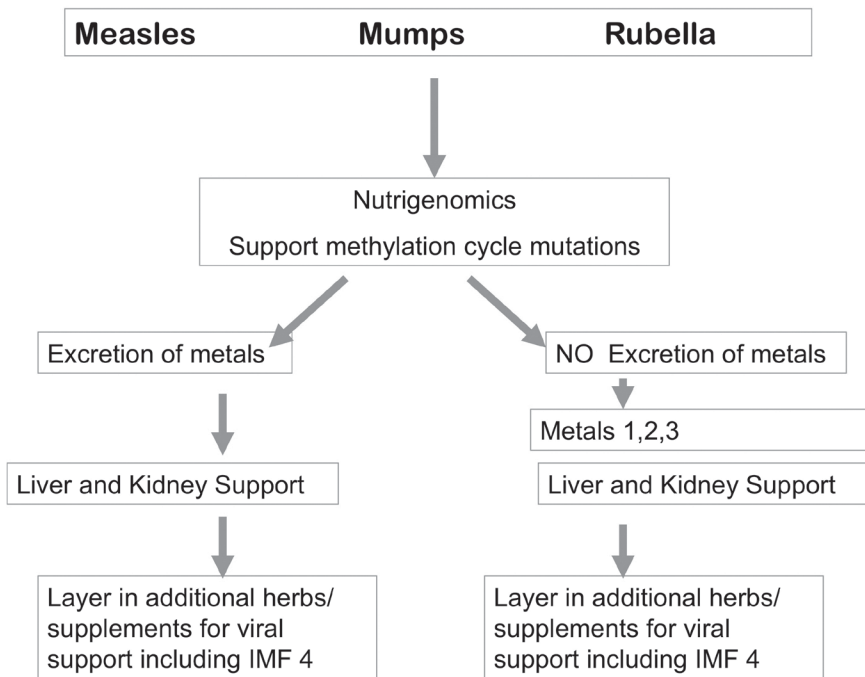 Measles Mumps Rubella
Nutrigenomics
Support methylation cycle mutations
Excretion of metals
NO Excretion of metals
Metals 1,2,3
Liver and Kidney Support
Liver and Kidney Support
Layer in additional herbs/
supplements for viral
support including IMF 4
Layer in additional herbs/
supplements for viral
support including IMF 4